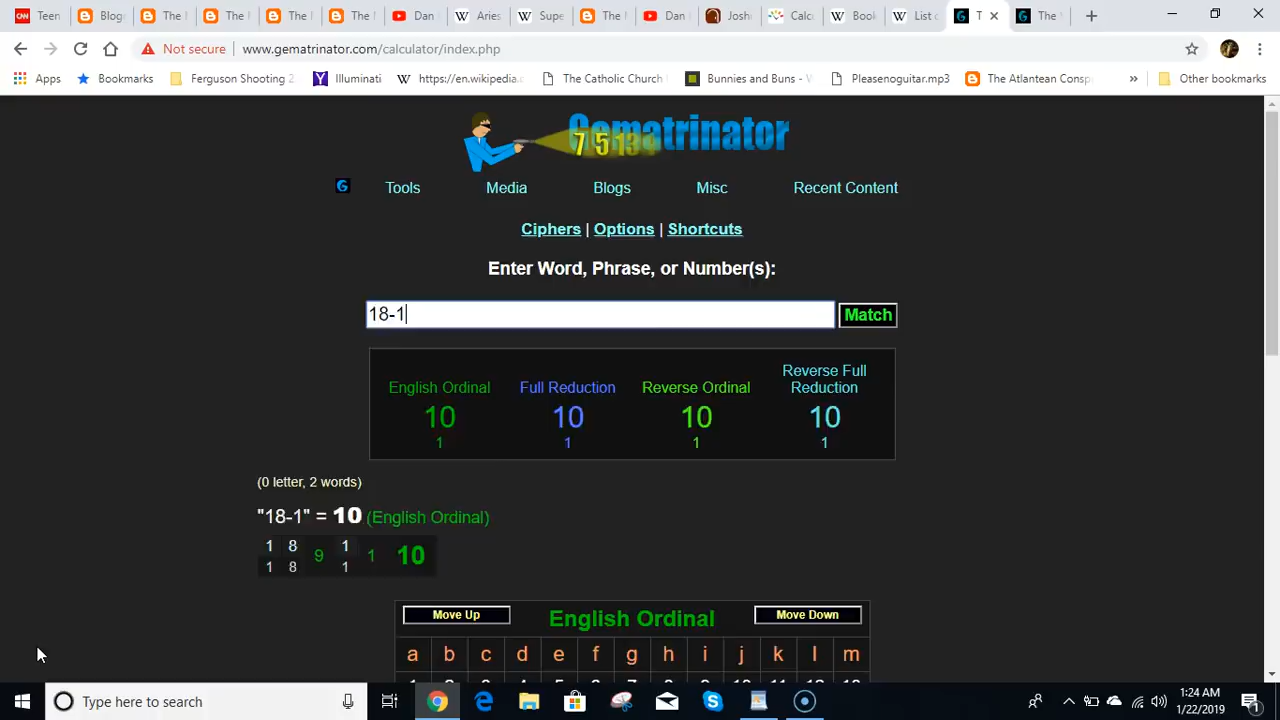 Teen Blog The The The The Dan Aries Supe The Dan Josh Calc Book List o T The
Not secure www.gematrinator.com/calculator/index.php
Apps Bookmarks Ferguson Shooting 2 Illuminati https://en.wikipedia. The Catholic Church Bunnies and Buns - W Pleasenoguitar.mp3 The Atlantean Consp » Other bookmarks
Gematrinator
7 5 13 4
G Tools Media Blogs Misc Recent Content
Ciphers | Options | Shortcuts
Enter Word, Phrase, or Number(s):
18-1 Match
English Ordinal Full Reduction Reverse Ordinal Reverse Full Reduction
10 10 10 10
1 1 1 1
(0 letter, 2 words)
"18-1" = 10 (English Ordinal)
1 8 9 1 1 10
1 8 1
Move Up English Ordinal Move Down
a b c d e f g h i j k l m
Type here to search
1:24 AM
1/22/2019
1